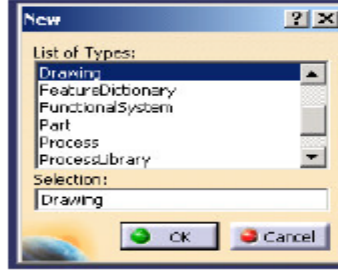 New
List of Types:
Drawing
FeatureDictionary
FunctionalSystem
Part
Process
ProcessLibrary
Selection:
Drawing
OK
Cancel